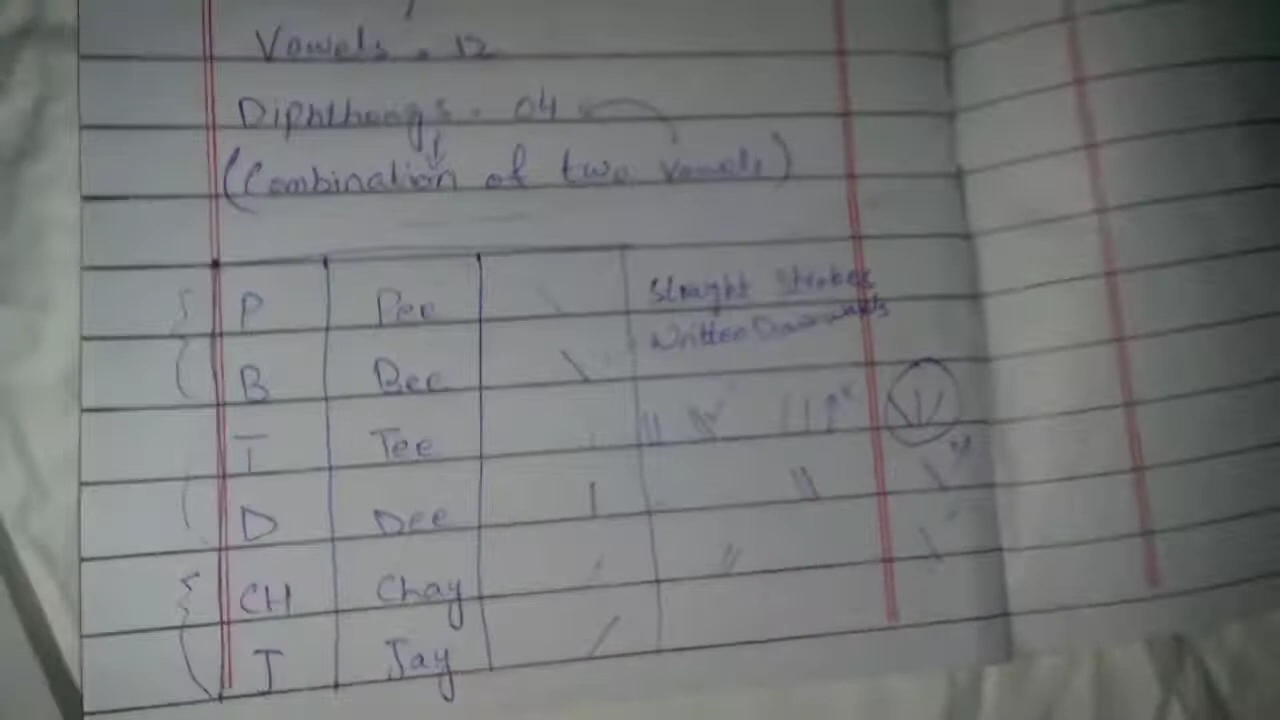 Vowels - 12
Diphthongs - 04
(Combination of two vowels)
P Pee \ Straight Strokes
Written Downwards
B Bee \
T Tee |
D Dee |
CH Chay /
J Jay /